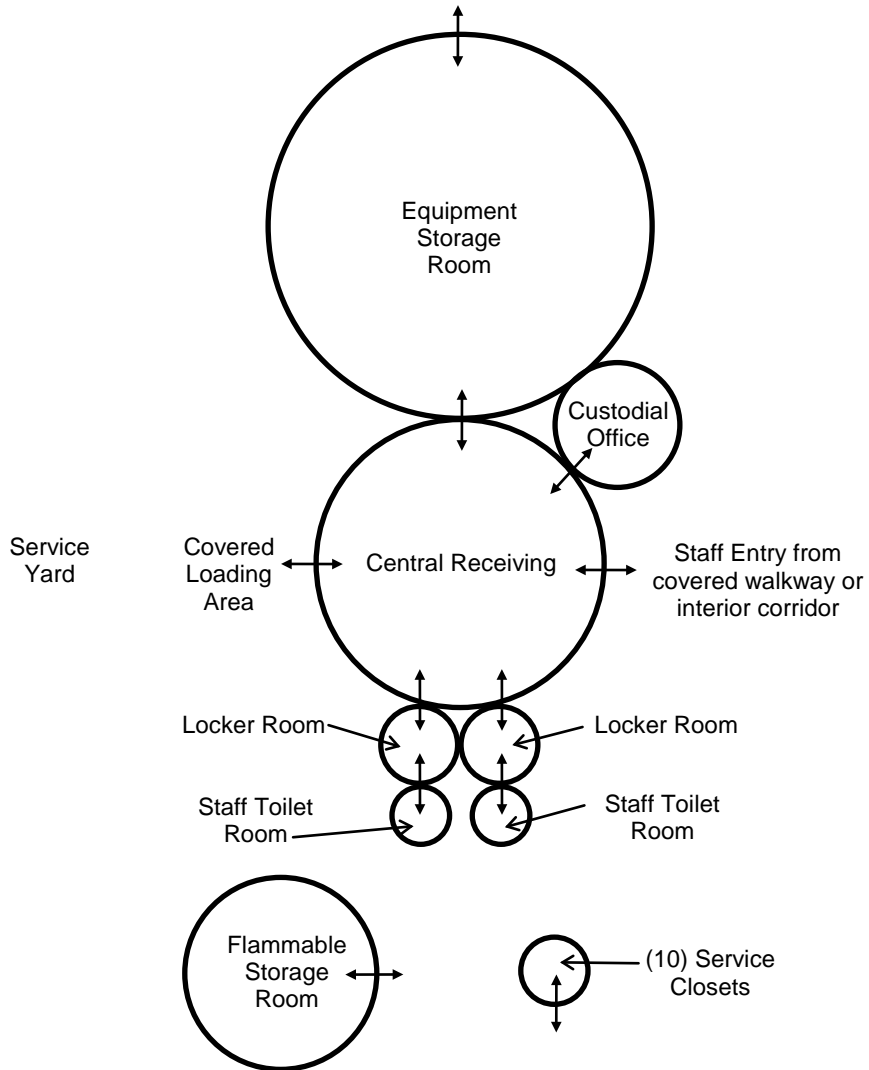 Equipment
Storage
Room
Custodial
Office
Service
Yard
Covered
Loading
Area
Central Receiving
Staff Entry from
covered walkway or
interior corridor
Locker Room
Locker Room
Staff Toilet
Room
Staff Toilet
Room
Flammable
Storage
Room
(10) Service
Closets